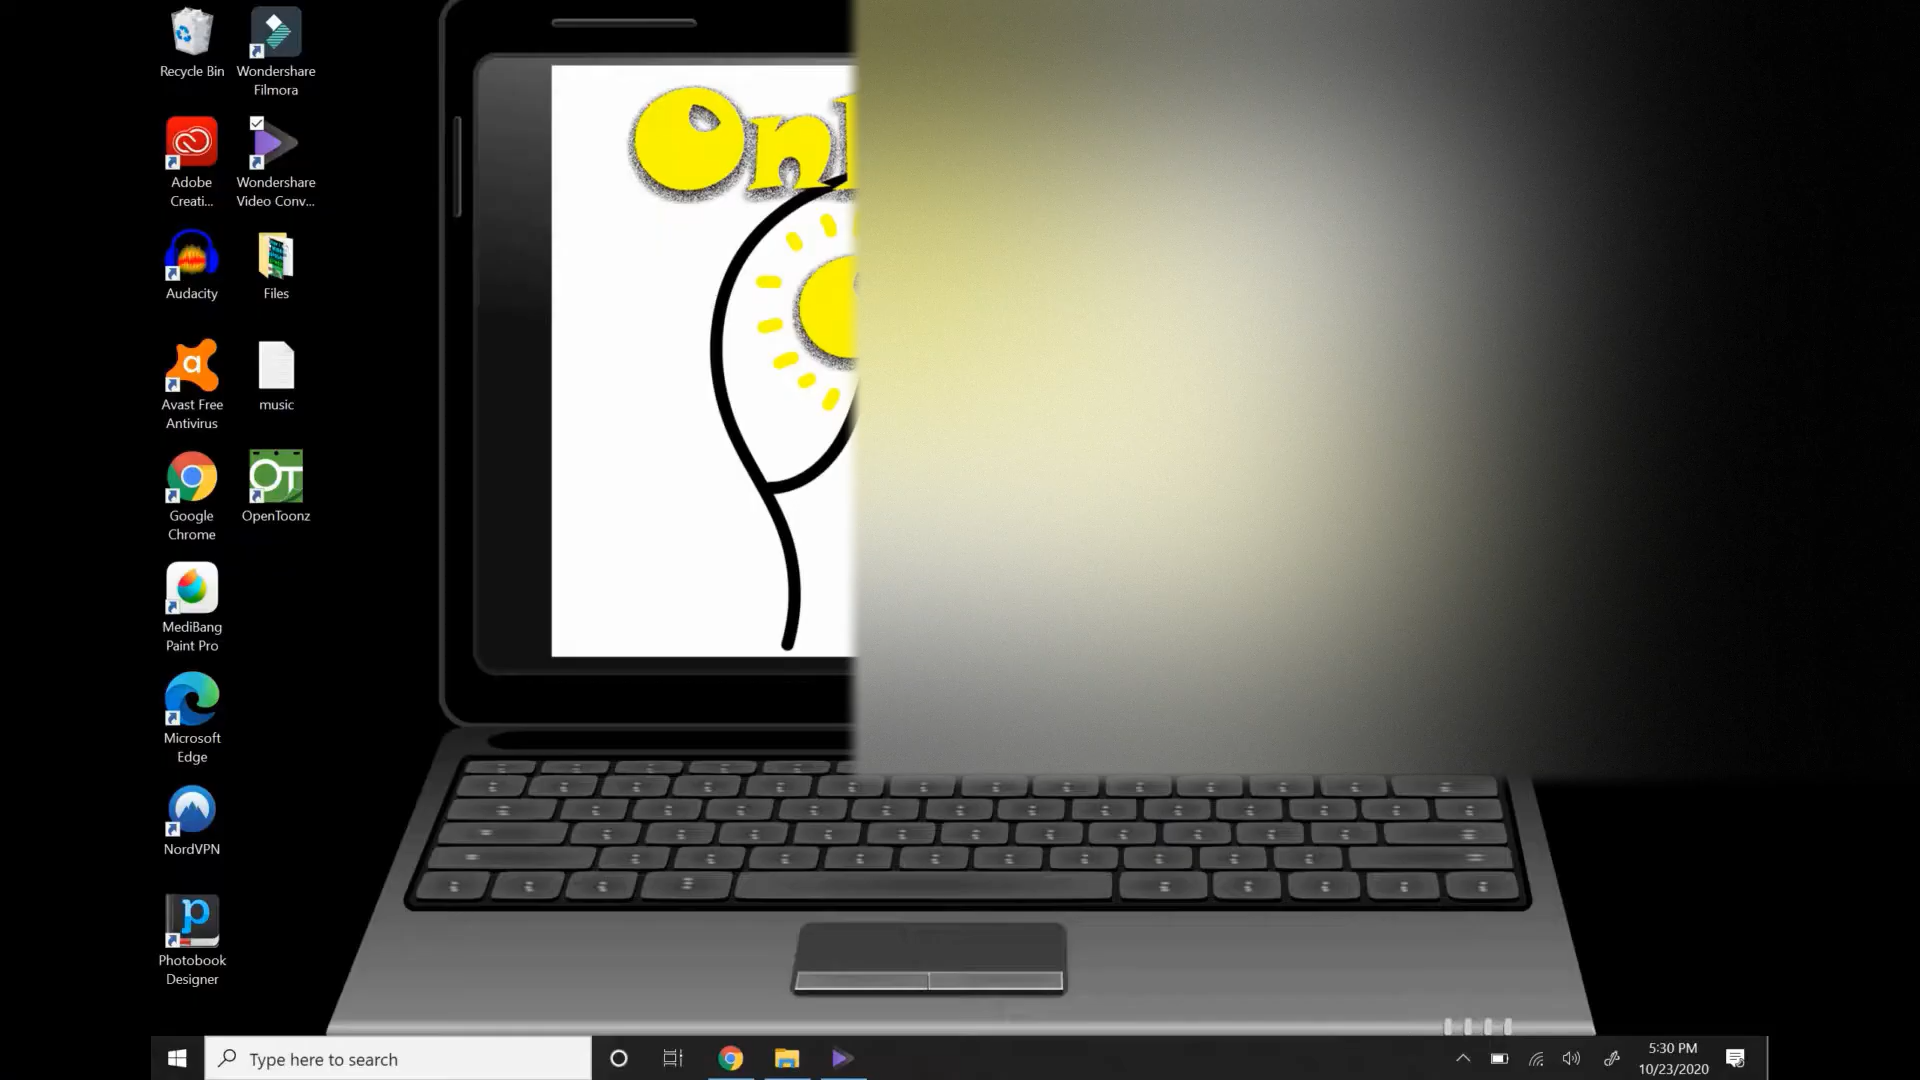 Recycle Bin
Wondershare
Filmora
Adobe
Creati...
Wondershare
Video Conv...
Audacity
Files
Avast Free
Antivirus
music
Google
Chrome
OpenToonz
MediBang
Paint Pro
Microsoft
Edge
NordVPN
Photobook
Designer
Type here to search
5:30 PM
10/23/2020